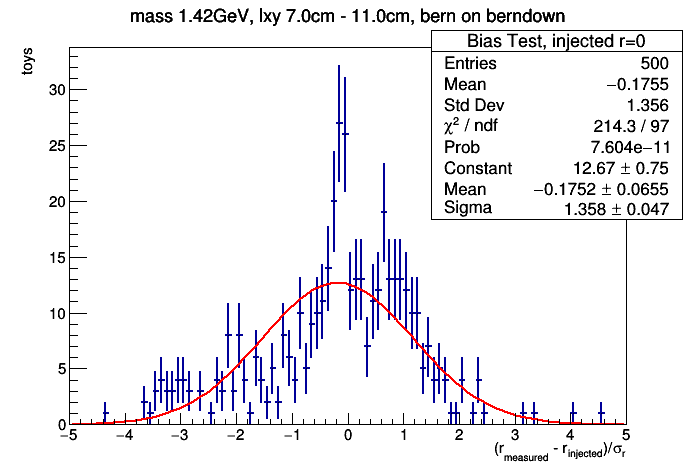 mass 1.42GeV, lxy 7.0cm - 11.0cm, bern on berndown
Bias Test, injected r=0
Entries 500
Mean −0.1755
Std Dev 1.356
χ² / ndf 214.3 / 97
Prob 7.604e−11
Constant 12.67 ± 0.75
Mean −0.1752 ± 0.0655
Sigma 1.358 ± 0.047
toys
30
25
20
15
10
5
0
−5 −4 −3 −2 −1 0 1 2 3 4 5
(r_measured - r_injected)/σ_r